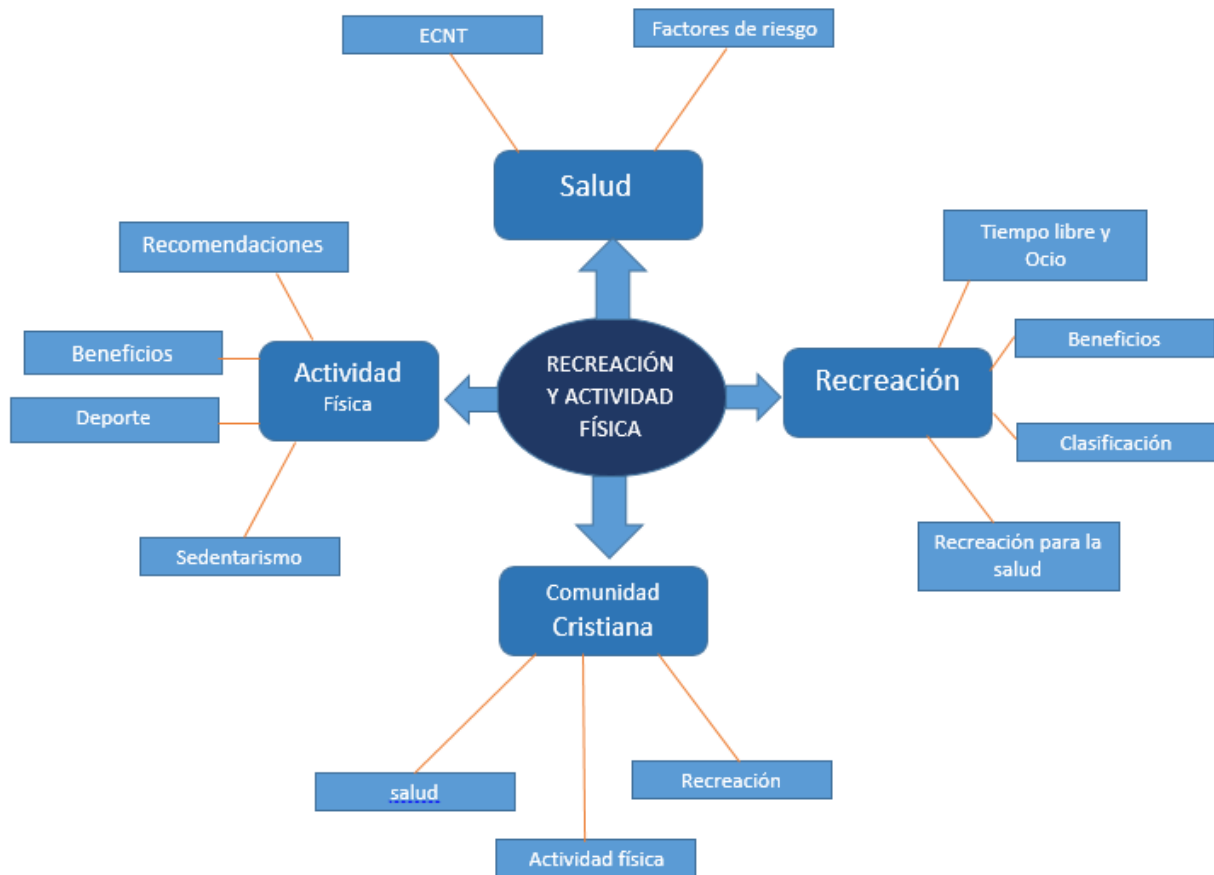 ECNT
Factores de riesgo
Salud
Recomendaciones
Beneficios
Deporte
Sedentarismo
Actividad
Física
RECREACIÓN
Y ACTIVIDAD
FÍSICA
Recreación
Tiempo libre y
Ocio
Beneficios
Clasificación
Recreación para la
salud
Comunidad
Cristiana
salud
Actividad física
Recreación